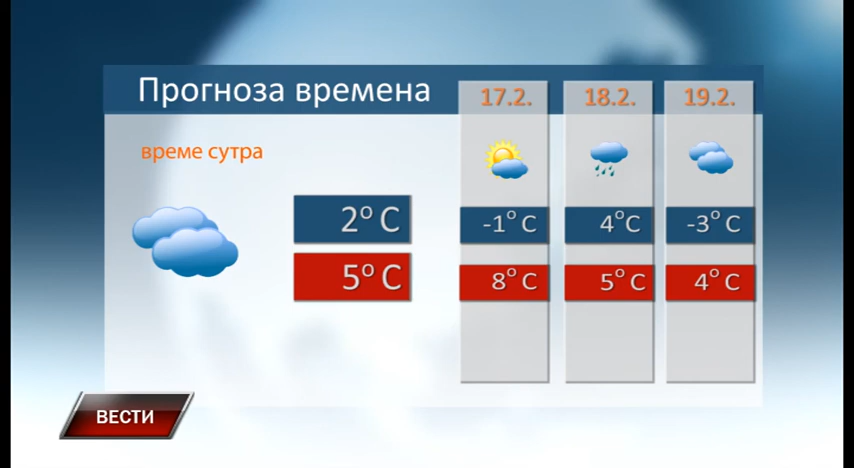 Прогноза времена
17.2. 18.2. 19.2.
време сутра
2° C
5° C
-1° C 4°C -3° C
8° C 5° C 4° C
ВЕСТИ